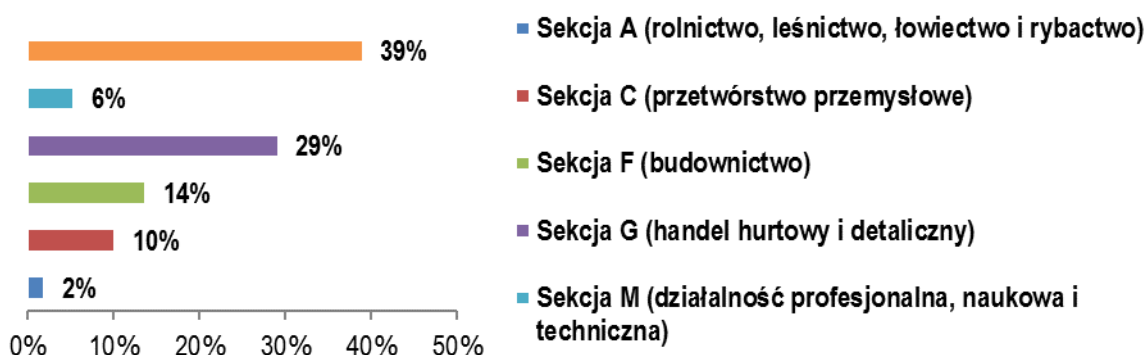 39%
6%
29%
14%
10%
2%
0% 10% 20% 30% 40% 50%
Sekcja A (rolnictwo, leśnictwo, łowiectwo i rybactwo)
Sekcja C (przetwórstwo przemysłowe)
Sekcja F (budownictwo)
Sekcja G (handel hurtowy i detaliczny)
Sekcja M (działalność profesjonalna, naukowa i
techniczna)